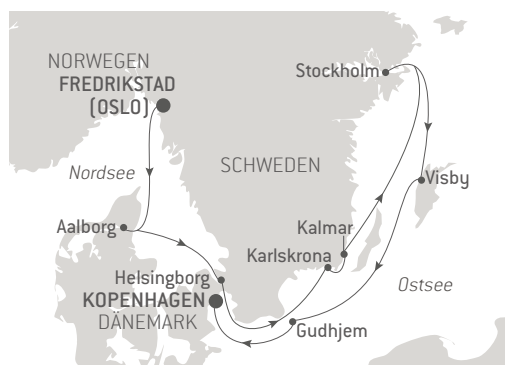 NORWEGEN
FREDRIKSTAD
(OSLO)
Stockholm
SCHWEDEN
Nordsee
Visby
Aalborg
Kalmar
Karlskrona
Helsingborg
KOPENHAGEN
DÄNEMARK
Ostsee
Gudhjem